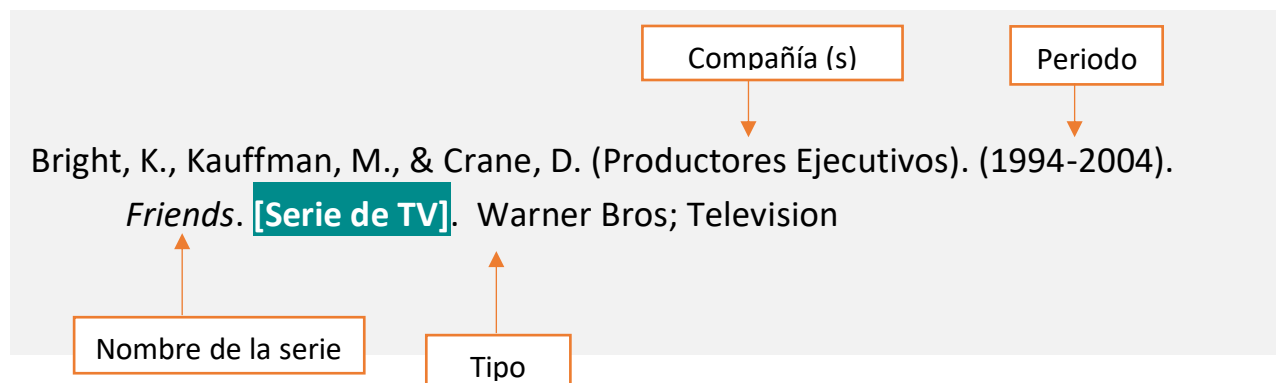 Compañía (s)
Periodo
Bright, K., Kauffman, M., & Crane, D. (Productores Ejecutivos). (1994-2004).
Friends. [Serie de TV]. Warner Bros; Television
Nombre de la serie
Tipo